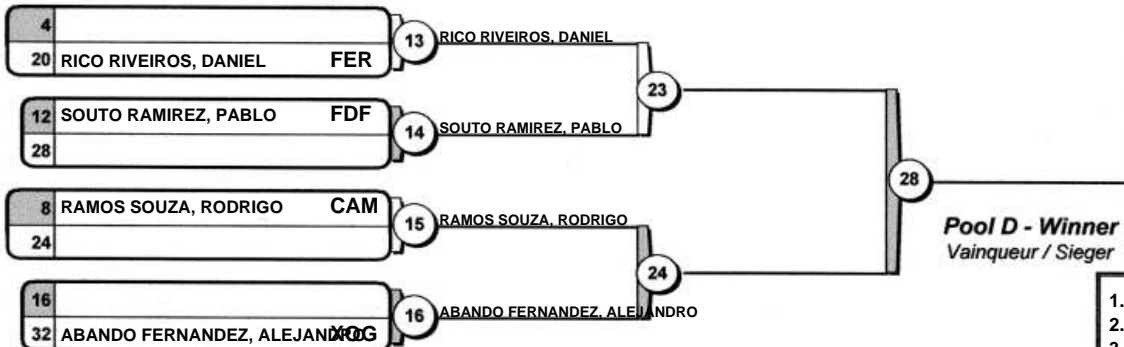 4
20 RICO RIVEIROS, DANIEL FER
13
RICO RIVEIROS, DANIEL
23
12 SOUTO RAMIREZ, PABLO FDF
28
14
SOUTO RAMIREZ, PABLO
28
8 RAMOS SOUZA, RODRIGO CAM
24
15
RAMOS SOUZA, RODRIGO
24
16
32 ABANDO FERNANDEZ, ALEJANDRO XOG
16
ABANDO FERNANDEZ, ALEJANDRO
Pool D - Winner
Vainqueur / Sieger
1.
2.
3.